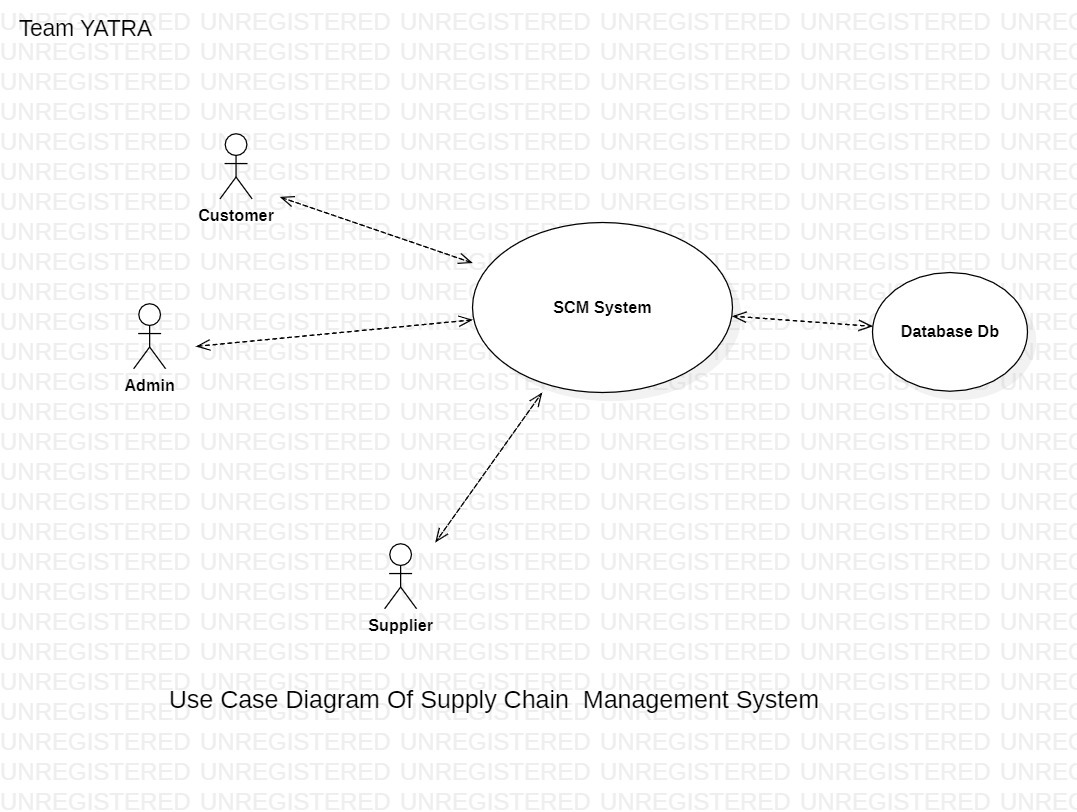 Team YATRA
Customer
SCM System
Database Db
Admin
Supplier
Use Case Diagram Of Supply Chain  Management System
UNREGISTERED UNREGISTERED UNREGISTERED UNREGISTERED UNREGISTERED